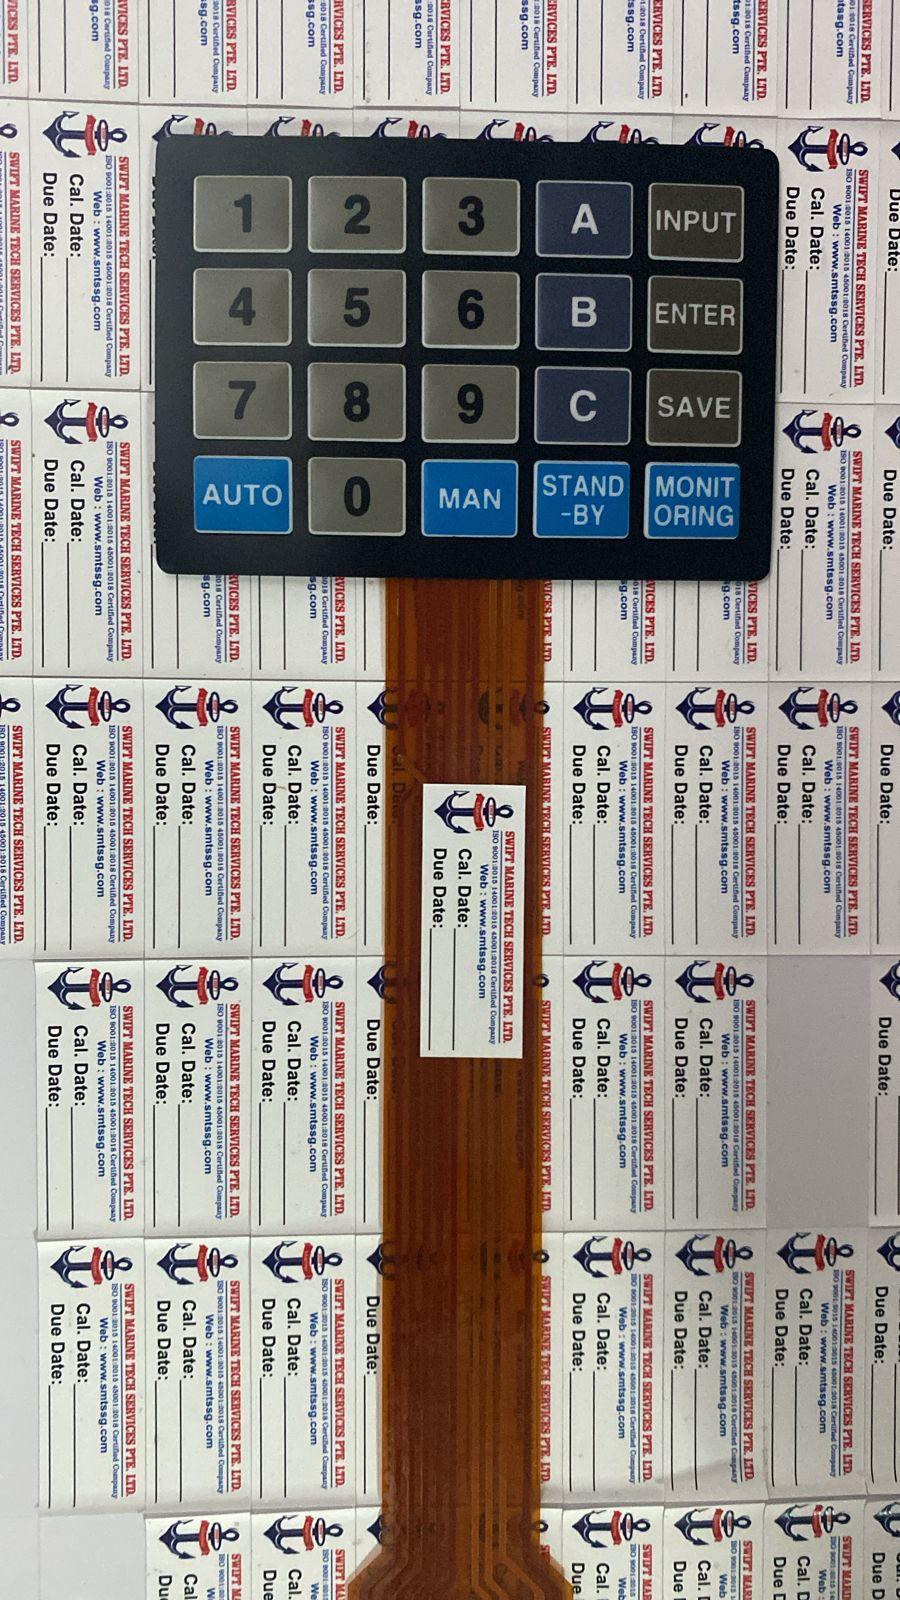 1 2 3 A INPUT
4 5 6 B ENTER
7 8 9 C SAVE
AUTO 0 MAN STAND
-BY MONIT
ORING
SWIFT MARINE TECH SERVICES PTE. LTD.
ISO 9001:2015 14001:2015 45001:2018 Certified Company
Web : www.smtssg.com
Cal. Date:
Due Date: